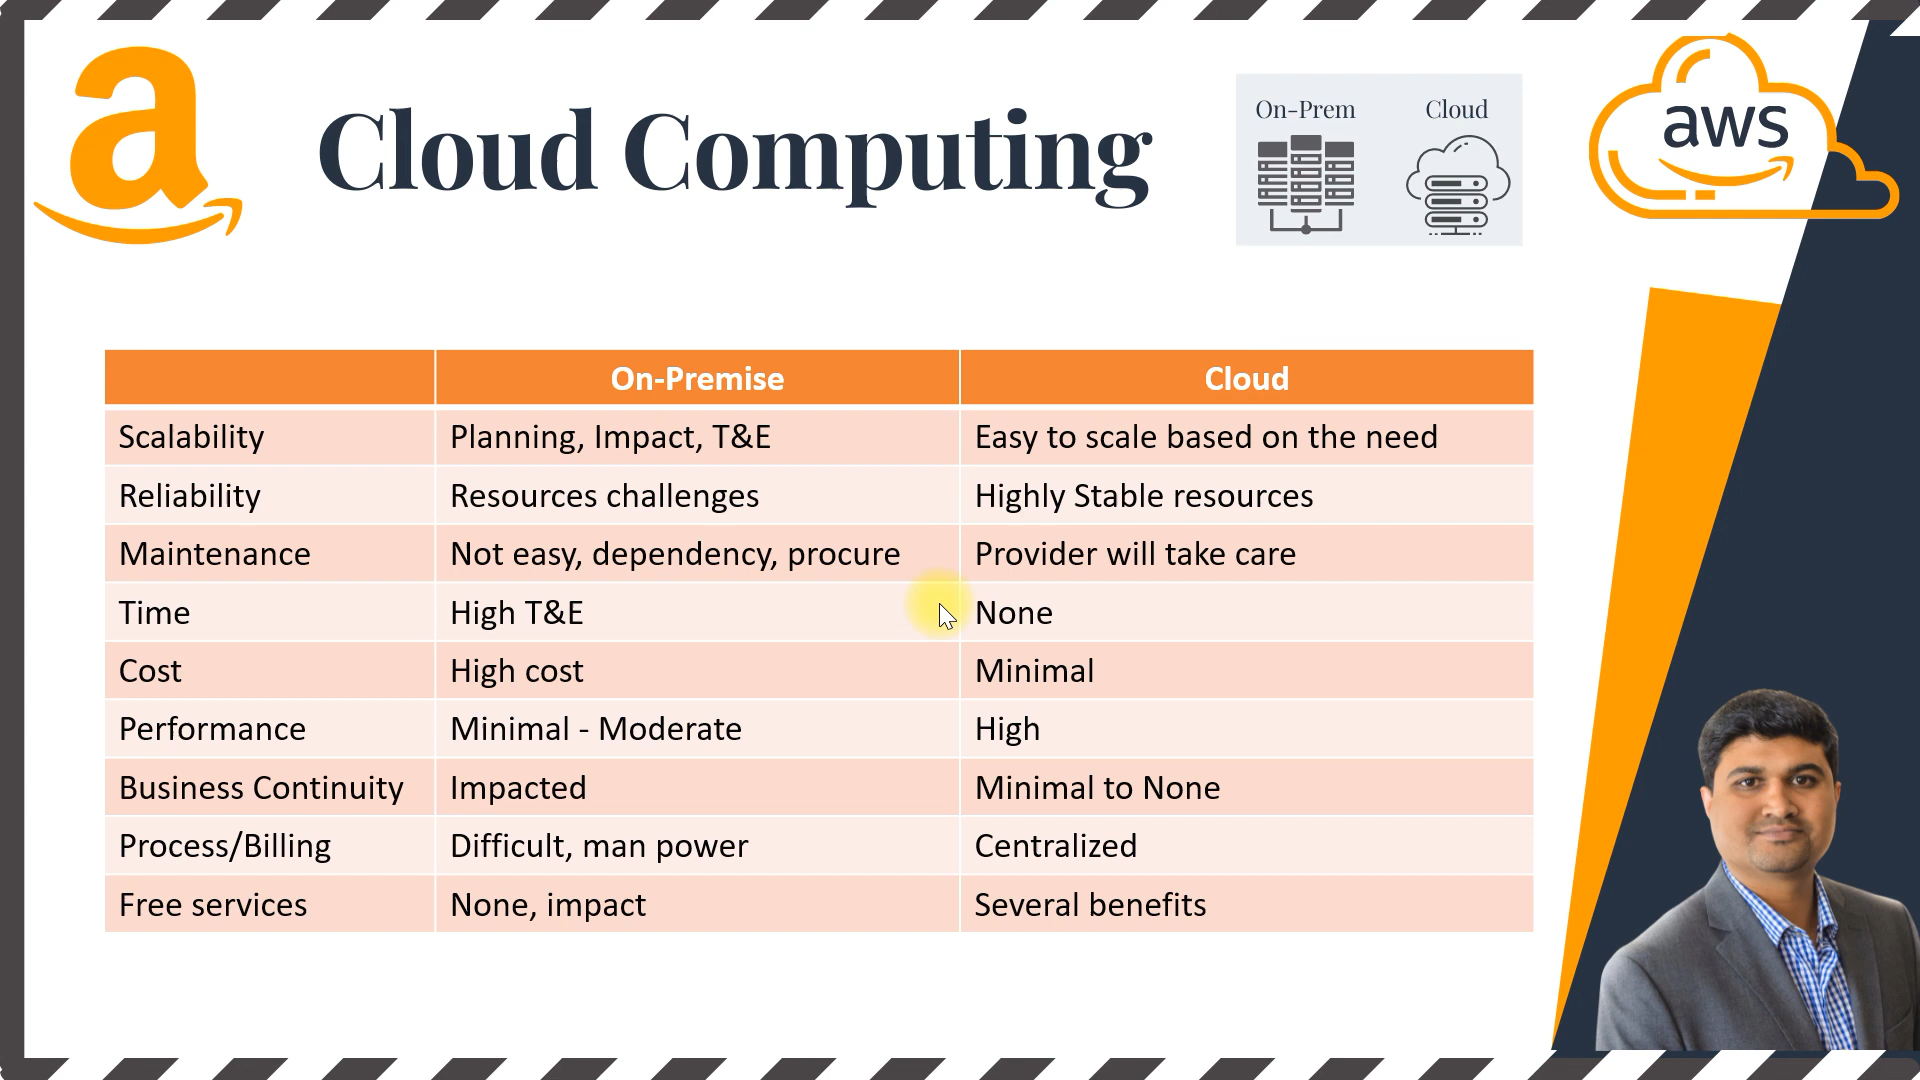 Cloud Computing
On-Prem Cloud
aws
On-Premise Cloud
Scalability Planning, Impact, T&E Easy to scale based on the need
Reliability Resources challenges Highly Stable resources
Maintenance Not easy, dependency, procure Provider will take care
Time High T&E None
Cost High cost Minimal
Performance Minimal - Moderate High
Business Continuity Impacted Minimal to None
Process/Billing Difficult, man power Centralized
Free services None, impact Several benefits